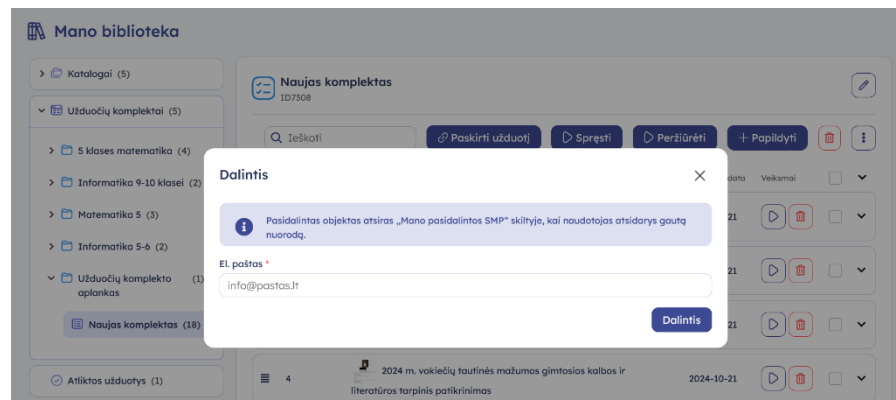 Mano biblioteka
Katalogai (5)
Užduočių komplektai (5)
5 klases matematika (4)
Informatika 9-10 klasei (2)
Matematika 5 (3)
Informatika 5-6 (2)
Užduočių komplekto (1)
aplankas
Naujas komplektas (18)
Atliktos užduotys (1)
Naujas komplektas
ID7308
Ieškoti
Paskirti užduotį
Spręsti
Peržiūrėti
+ Papildyti
data Veiksmai
21
21
21
Dalintis
Pasidalintas objektas atsiras „Mano pasidalintos SMP“ skiltyje, kai naudotojas atsidarys gautą
nuorodą.
El. paštas *
info@pastas.lt
Dalintis
4 2024 m. vokiečių tautinės mažumos gimtosios kalbos ir 2024-10-21
literatūros tarpinis patikrinimas